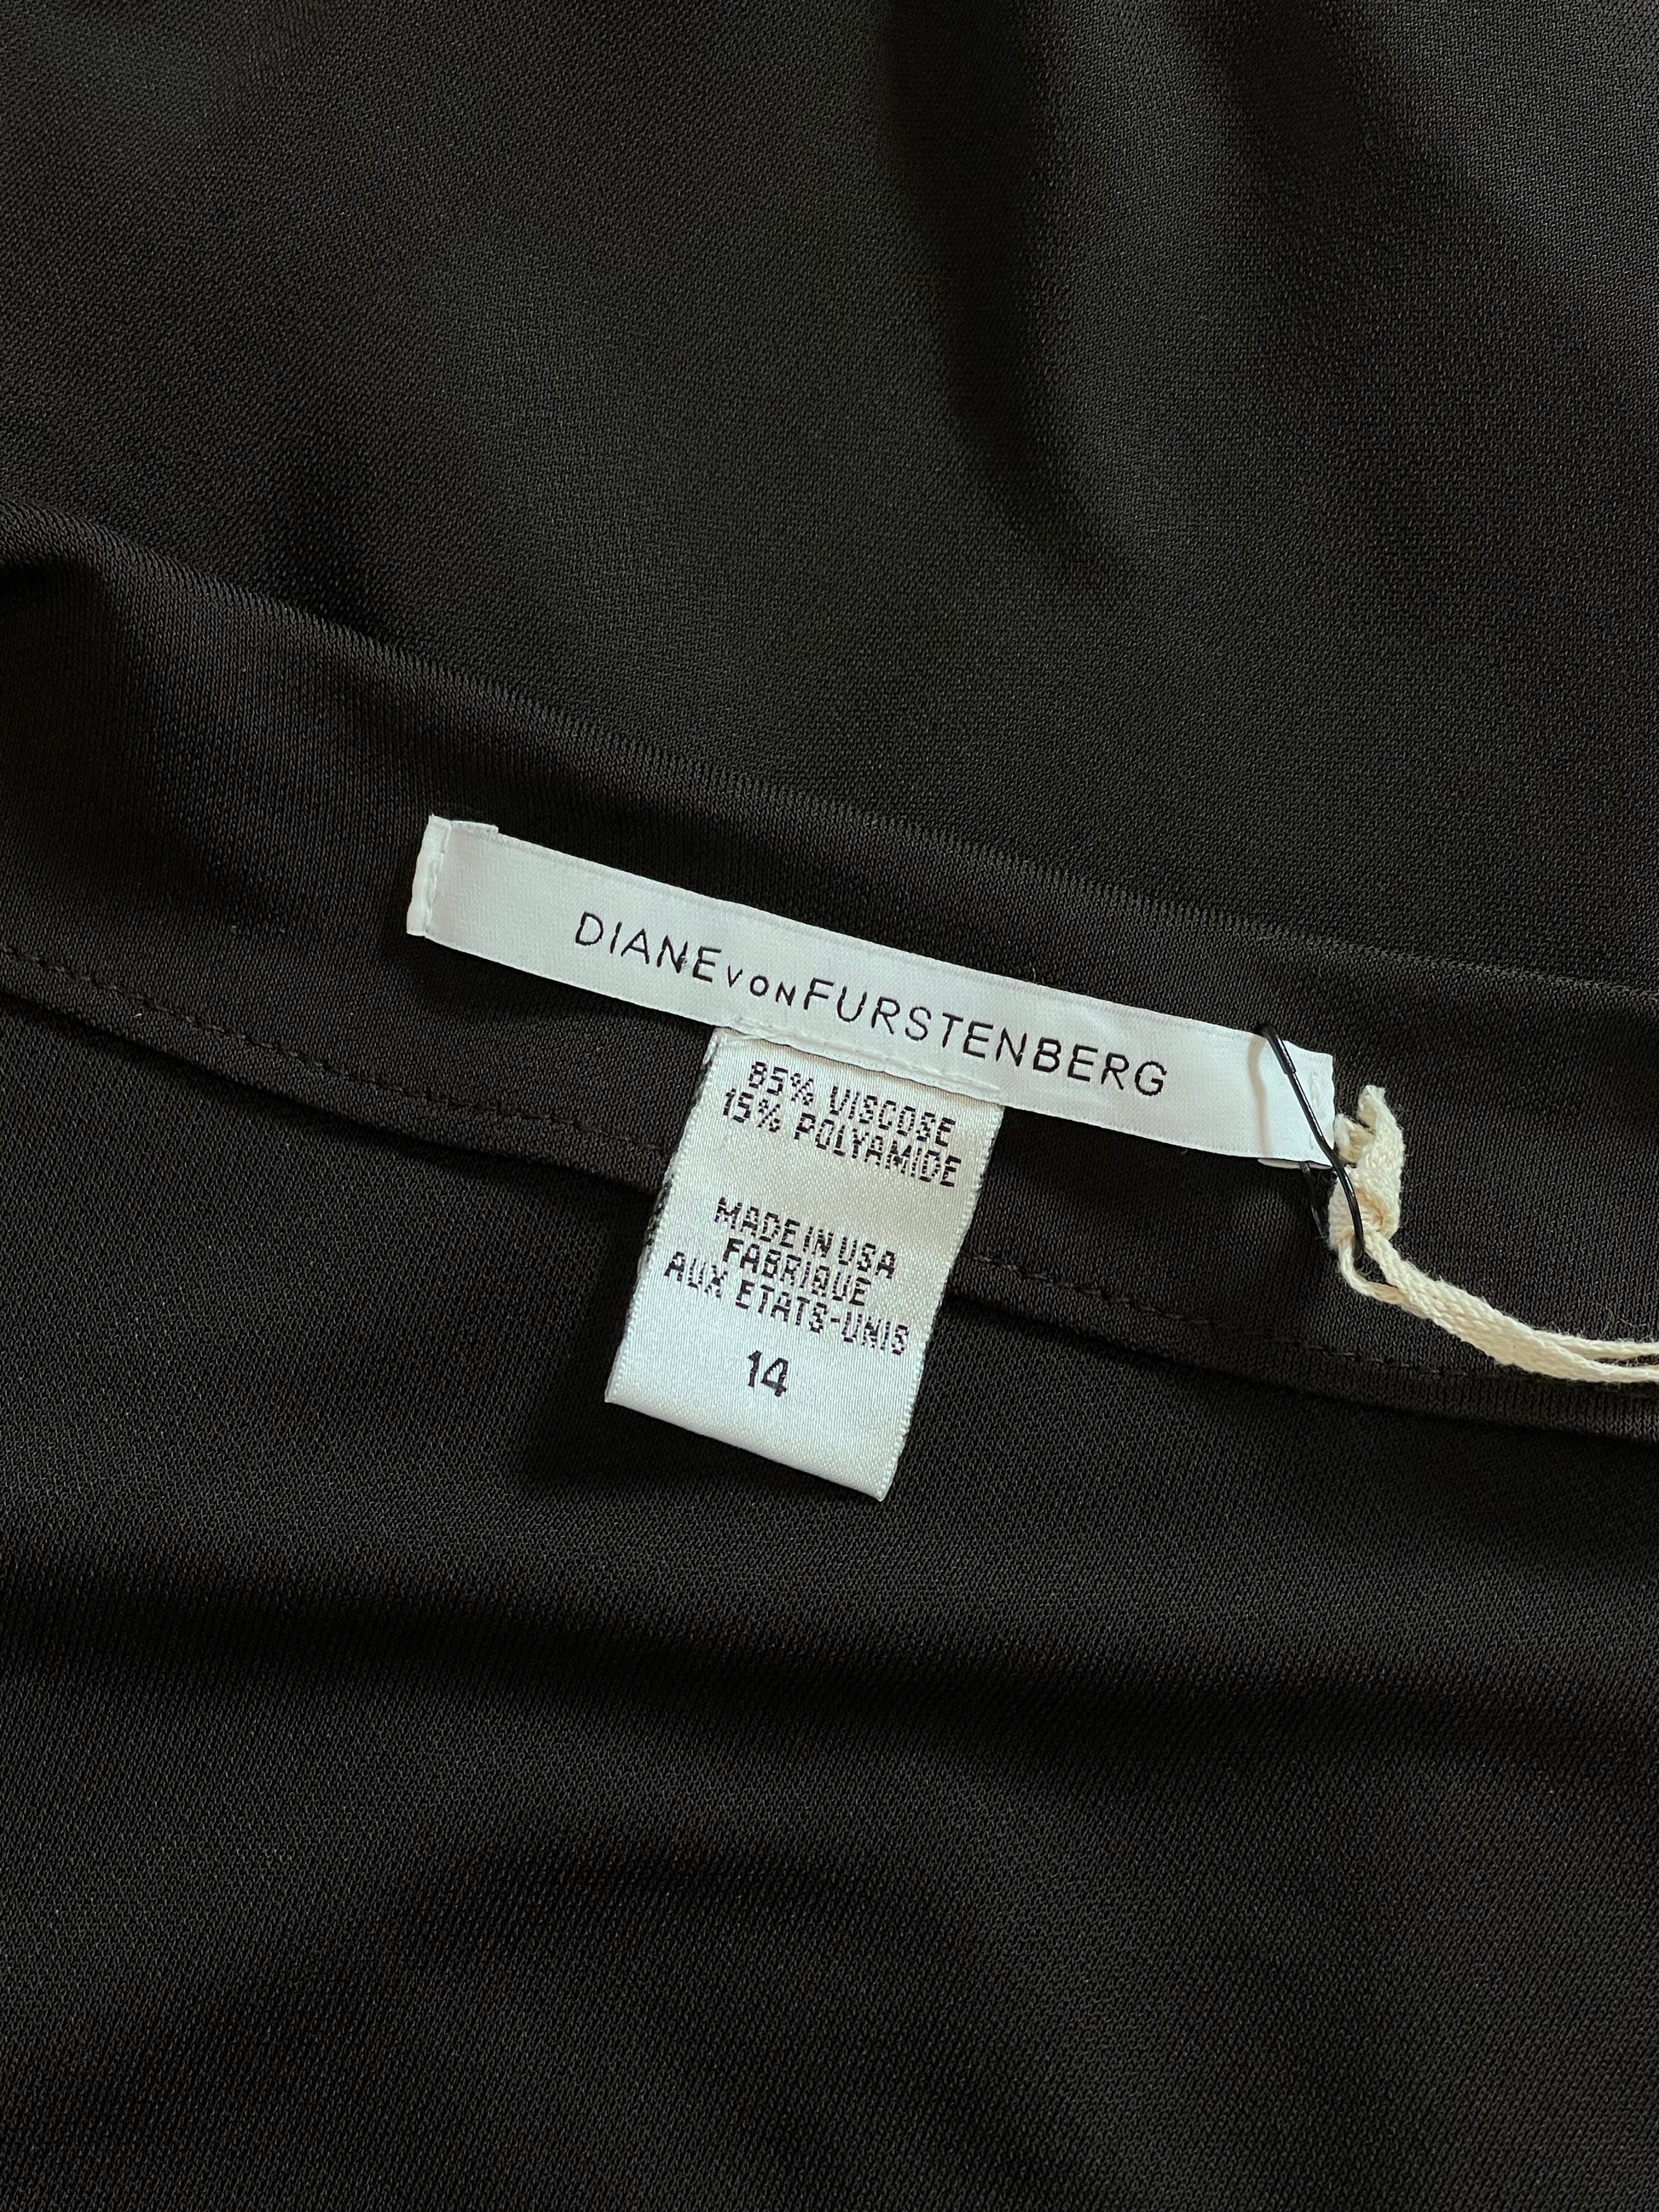 DIANE VON FURSTENBERG
85% VISCOSE
15% POLYAMIDE
MADE IN USA
FABRIQUE
AUX ETATS-UNIS
14